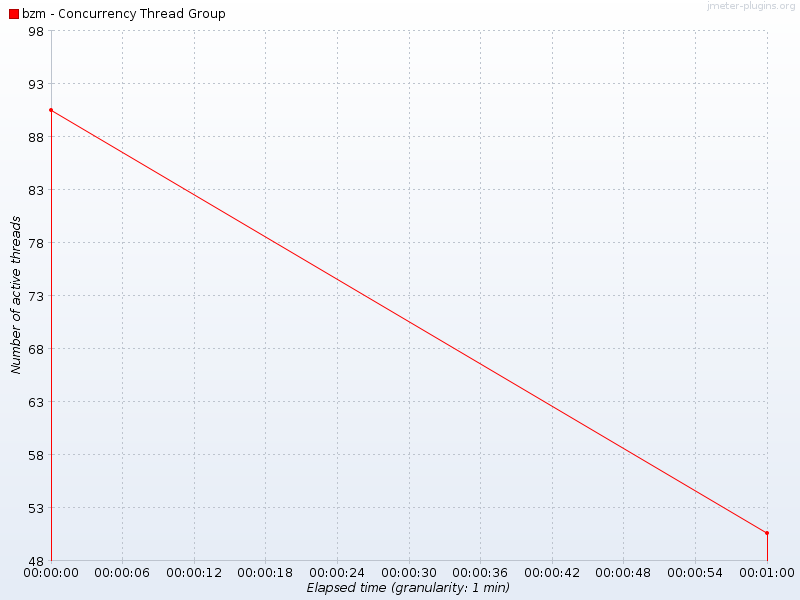 jmeter-plugins.org
bzm - Concurrency Thread Group
98
93
88
83
78
73
68
63
58
53
48
Number of active threads
00:00:00 00:00:06 00:00:12 00:00:18 00:00:24 00:00:30 00:00:36 00:00:42 00:00:48 00:00:54 00:01:00
Elapsed time (granularity: 1 min)